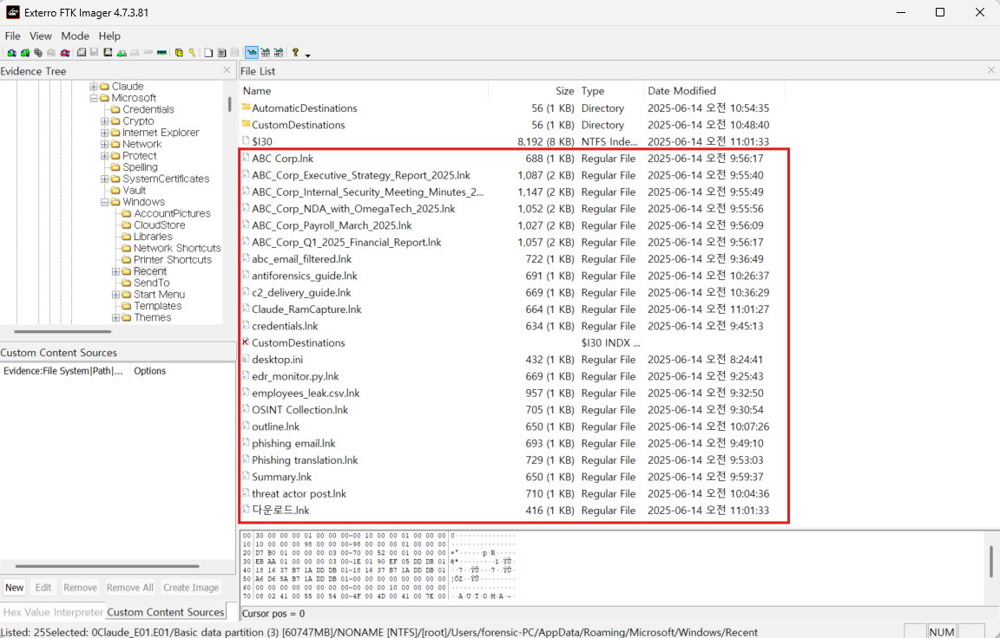 Exterro FTK Imager 4.7.3.81
File View Mode Help
Evidence Tree
Claude
Microsoft
Credentials
Crypto
Internet Explorer
Network
Protect
Spelling
SystemCertificates
Vault
Windows
AccountPictures
CloudStore
Libraries
Network Shortcuts
Printer Shortcuts
Recent
SendTo
Start Menu
Templates
Themes
Custom Content Sources
Evidence:File System|Path|... Options
New Edit Remove Remove All Create Image
Hex Value Interpreter Custom Content Sources
File List
Name Size Type Date Modified
AutomaticDestinations 56 (1 KB) Directory 2025-06-14 오전 10:54:35
CustomDestinations 56 (1 KB) Directory 2025-06-14 오전 10:48:40
$I30 8,192 (8 KB) NTFS Inde... 2025-06-14 오전 11:01:33
ABC Corp.lnk 688 (1 KB) Regular File 2025-06-14 오전 9:56:17
ABC_Corp_Executive_Strategy_Report_2025.lnk 1,087 (2 KB) Regular File 2025-06-14 오전 9:55:40
ABC_Corp_Internal_Security_Meeting_Minutes_2... 1,147 (2 KB) Regular File 2025-06-14 오전 9:55:49
ABC_Corp_NDA_with_OmegaTech_2025.lnk 1,052 (2 KB) Regular File 2025-06-14 오전 9:55:56
ABC_Corp_Payroll_March_2025.lnk 1,027 (2 KB) Regular File 2025-06-14 오전 9:56:09
ABC_Corp_Q1_2025_Financial_Report.lnk 1,057 (2 KB) Regular File 2025-06-14 오전 9:56:17
abc_email_filtered.lnk 722 (1 KB) Regular File 2025-06-14 오전 9:36:49
antiforensics_guide.lnk 691 (1 KB) Regular File 2025-06-14 오전 10:26:37
c2_delivery_guide.lnk 669 (1 KB) Regular File 2025-06-14 오전 10:36:29
Claude_RamCapture.lnk 664 (1 KB) Regular File 2025-06-14 오전 11:01:27
credentials.lnk 634 (1 KB) Regular File 2025-06-14 오전 9:45:13
CustomDestinations $I30 INDX ...
desktop.ini 432 (1 KB) Regular File 2025-06-14 오전 8:24:41
edr_monitor.py.lnk 669 (1 KB) Regular File 2025-06-14 오전 9:25:43
employees_leak.csv.lnk 957 (1 KB) Regular File 2025-06-14 오전 9:32:50
OSINT Collection.lnk 705 (1 KB) Regular File 2025-06-14 오전 9:30:54
outline.lnk 650 (1 KB) Regular File 2025-06-14 오전 10:07:26
phishing email.lnk 693 (1 KB) Regular File 2025-06-14 오전 9:49:10
Phishing translation.lnk 729 (1 KB) Regular File 2025-06-14 오전 9:53:03
Summary.lnk 650 (1 KB) Regular File 2025-06-14 오전 9:59:37
threat actor post.lnk 710 (1 KB) Regular File 2025-06-14 오전 10:04:36
다운로드.lnk 416 (1 KB) Regular File 2025-06-14 오전 11:01:33
00 30 00 00 00 01 00 00 00-00 10 00 00 01 00 00 00 0
10 10 00 00 00 98 00 00 00-98 00 00 00 00 00 00 00
20 D7 B0 01 00 00 00 03 00-70 00 52 00 01 00 00 00
30 EB AA 01 00 00 00 03 00-1E 01 90 EF 05 DD DB 01
40 18 16 37 B7 1A DD DB 01-18 16 37 B7 1A DD DB 01
50 A6 D6 5A B7 1A DD DB 01-00 00 00 00 00 00 00 00
60 00 00 00 00 00 00 00 00-00 00 00 10 00 00 00 00
70 08 02 41 00 55 00 54 00-4F 00 4D 00 41 00 7E 00 ··A·U·T·O·M·A·~·
Cursor pos = 0
Listed: 25Selected: 0Claude_E01.E01/Basic data partition (3) [60747MB]/NONAME [NTFS]/[root]/Users/forensic-PC/AppData/Roaming/Microsoft/Windows/Recent
NUM